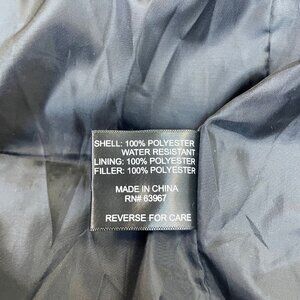 SHELL: 100% POLYESTER
WATER RESISTANT
LINING: 100% POLYESTER
FILLER: 100% POLYESTER
MADE IN CHINA
RN# 63967
REVERSE FOR CARE